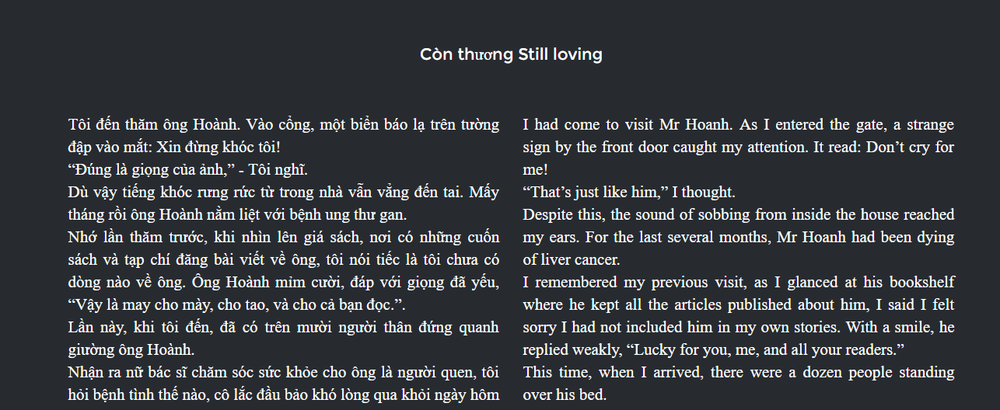 Còn thương Still loving
Tôi đến thăm ông Hoành. Vào cổng, một biển báo lạ trên tường
đập vào mắt: Xin đừng khóc tôi!
“Đúng là giọng của ảnh,” - Tôi nghĩ.
Dù vậy tiếng khóc rưng rức từ trong nhà vẫn vẳng đến tai. Mấy
tháng rồi ông Hoành nằm liệt với bệnh ung thư gan.
Nhớ lần thăm trước, khi nhìn lên giá sách, nơi có những cuốn
sách và tạp chí đăng bài viết về ông, tôi nói tiếc là tôi chưa có
dòng nào về ông. Ông Hoành mỉm cười, đáp với giọng đã yếu,
“Vậy là may cho mày, cho tao, và cho cả bạn đọc.”.
Lần này, khi tôi đến, đã có trên mười người thân đứng quanh
giường ông Hoành.
Nhận ra nữ bác sĩ chăm sóc sức khỏe cho ông là người quen, tôi
hỏi bệnh tình thế nào, cô lắc đầu bảo khó lòng qua khỏi ngày hôm
I had come to visit Mr Hoanh. As I entered the gate, a strange
sign by the front door caught my attention. It read: Don’t cry for
me!
“That’s just like him,” I thought.
Despite this, the sound of sobbing from inside the house reached
my ears. For the last several months, Mr Hoanh had been dying
of liver cancer.
I remembered my previous visit, as I glanced at his bookshelf
where he kept all the articles published about him, I said I felt
sorry I had not included him in my own stories. With a smile, he
replied weakly, “Lucky for you, me, and all your readers.”
This time, when I arrived, there were a dozen people standing
over his bed.